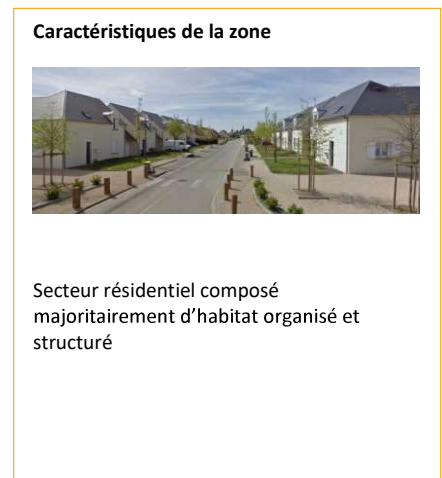 Caractéristiques de la zone
Secteur résidentiel composé
majoritairement d’habitat organisé et
structuré